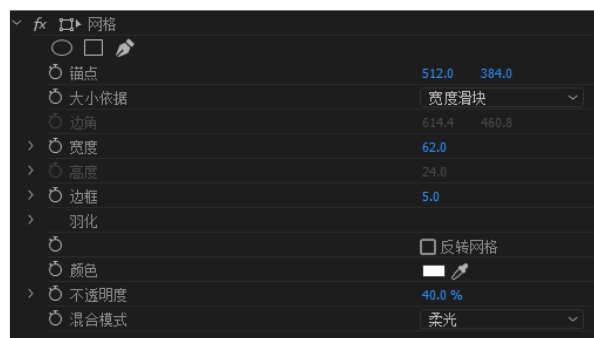 fx 网格
锚点 512.0 384.0
大小依据 宽度滑块
边角 614.4 460.8
宽度 62.0
高度 24.0
边框 5.0
羽化
反转网格
颜色
不透明度 40.0 %
混合模式 柔光